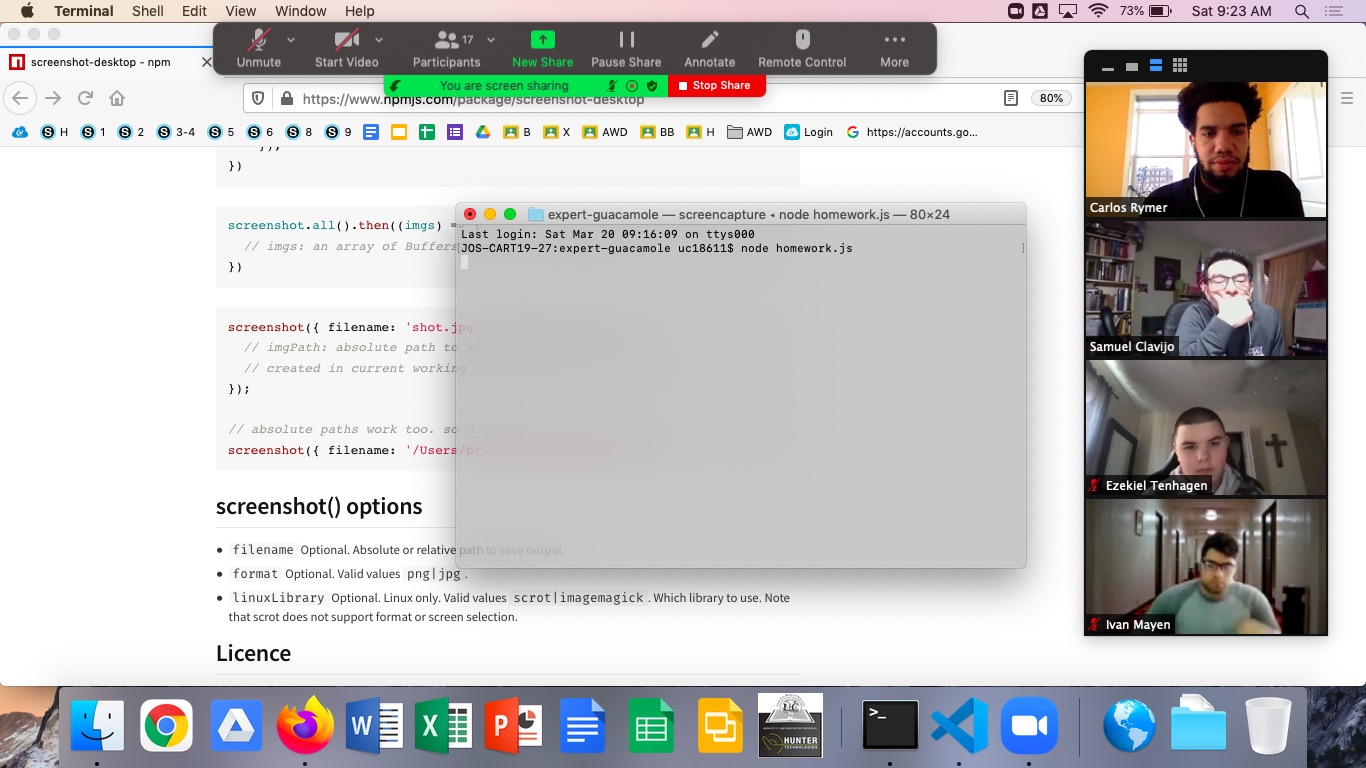 Terminal Shell Edit View Window Help 73% Sat 9:23 AM
screenshot-desktop - npm
Unmute Start Video Participants 17 New Share Pause Share Annotate Remote Control More
You are screen sharing Stop Share
https://www.npmjs.com/package/screenshot-desktop 80%
H 1 2 3-4 5 6 8 9 B X AWD BB H AWD Login https://accounts.go...
});
})
screenshot.all().then((imgs) =
// imgs: an array of Buffers
})
screenshot({ filename: 'shot.jpg'
// imgPath: absolute path to
// created in current working
});
// absolute paths work too. so
screenshot({ filename: '/Users/
expert-guacamole — screencapture ◂ node homework.js — 80×24
Last login: Sat Mar 20 09:16:09 on ttys000
[JOS-CART19-27:expert-guacamole uc18611$ node homework.js ]
screenshot() options
filename Optional. Absolute or relative path to save output.
format Optional. Valid values png|jpg.
linuxLibrary Optional. Linux only. Valid values scrot|imagemagick. Which library to use. Note
that scrot does not support format or screen selection.
Licence
Carlos Rymer
Samuel Clavijo
Ezekiel Tenhagen
Ivan Mayen
HUNTER
TECHNOLOGIES